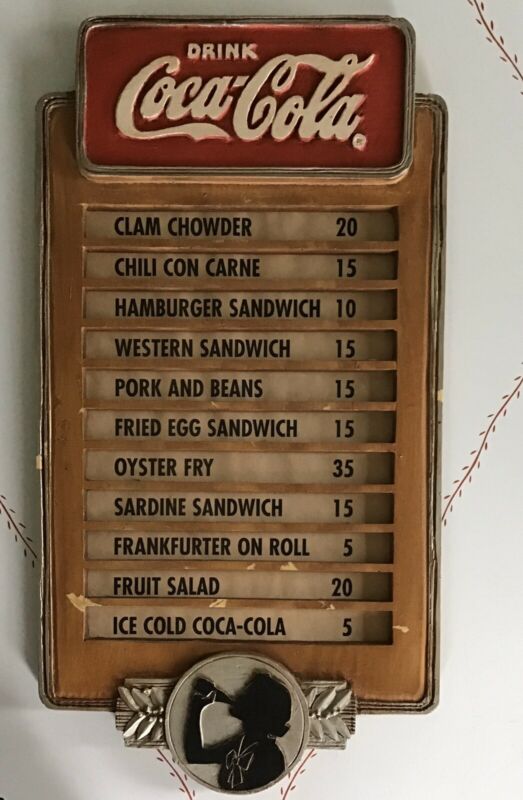 DRINK
Coca-Cola®
CLAM CHOWDER 20
CHILI CON CARNE 15
HAMBURGER SANDWICH 10
WESTERN SANDWICH 15
PORK AND BEANS 15
FRIED EGG SANDWICH 15
OYSTER FRY 35
SARDINE SANDWICH 15
FRANKFURTER ON ROLL 5
FRUIT SALAD 20
ICE COLD COCA-COLA 5